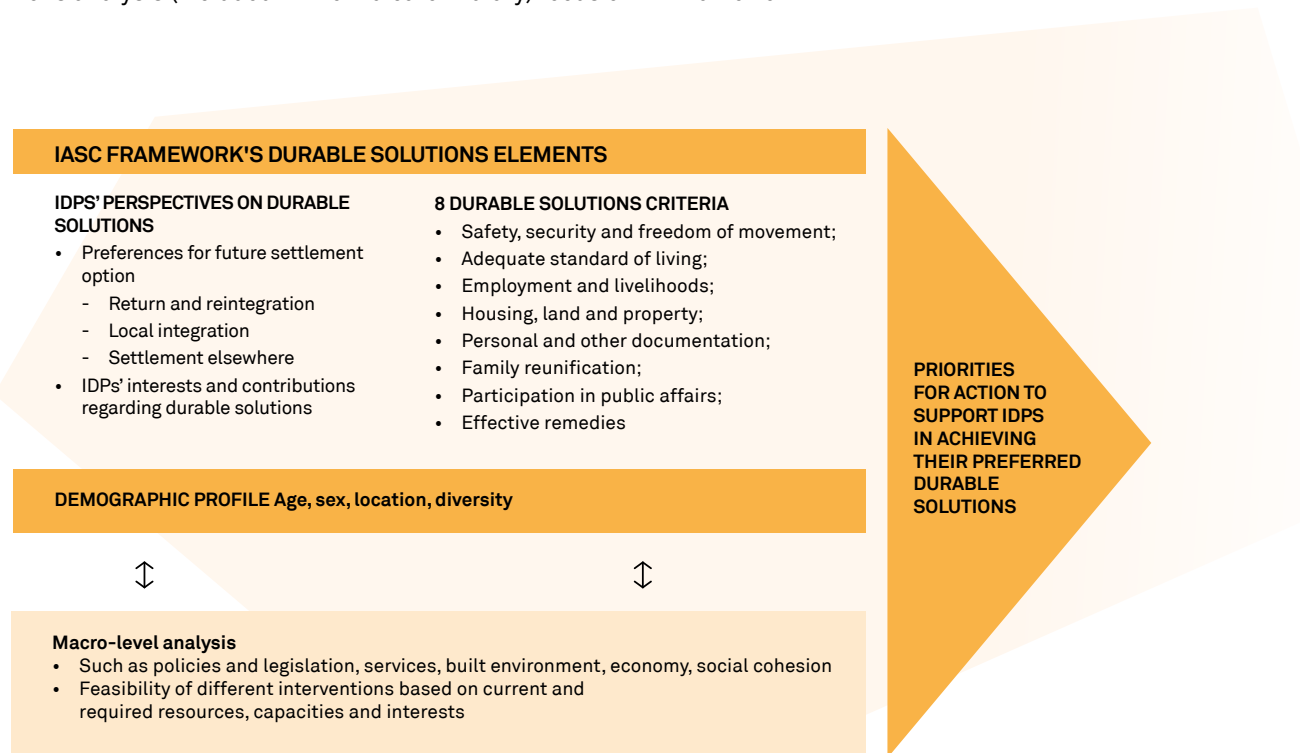 IASC FRAMEWORK'S DURABLE SOLUTIONS ELEMENTS
IDPS' PERSPECTIVES ON DURABLE
SOLUTIONS
• Preferences for future settlement
option
- Return and reintegration
- Local integration
- Settlement elsewhere
• IDPs' interests and contributions
regarding durable solutions
8 DURABLE SOLUTIONS CRITERIA
• Safety, security and freedom of movement;
• Adequate standard of living;
• Employment and livelihoods;
• Housing, land and property;
• Personal and other documentation;
• Family reunification;
• Participation in public affairs;
• Effective remedies
DEMOGRAPHIC PROFILE Age, sex, location, diversity
↕ ↕
Macro-level analysis
• Such as policies and legislation, services, built environment, economy, social cohesion
• Feasibility of different interventions based on current and
required resources, capacities and interests
PRIORITIES
FOR ACTION TO
SUPPORT IDPS
IN ACHIEVING
THEIR PREFERRED
DURABLE
SOLUTIONS